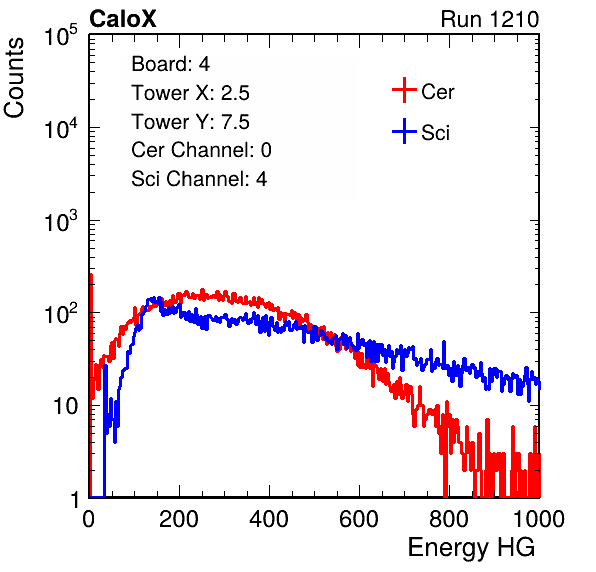 CaloX Run 1210
Counts
Board: 4
Tower X: 2.5
Tower Y: 7.5
Cer Channel: 0
Sci Channel: 4
Cer
Sci
10^5
10^4
10^3
10^2
10
1
0 200 400 600 800 1000
Energy HG